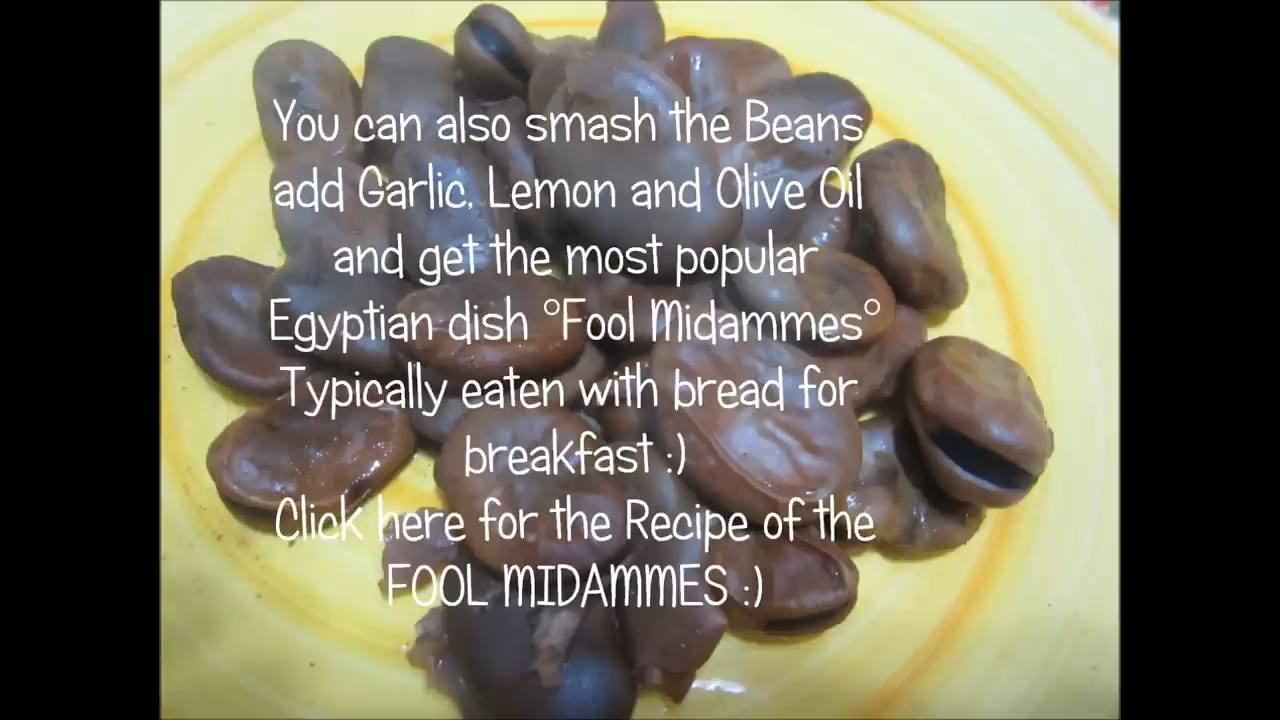 You can also smash the Beans
add Garlic, Lemon and Olive Oil
and get the most popular
Egyptian dish °Fool Midammes°
Typically eaten with bread for
breakfast :)
Click here for the Recipe of the
FOOL MIDAMMES :)